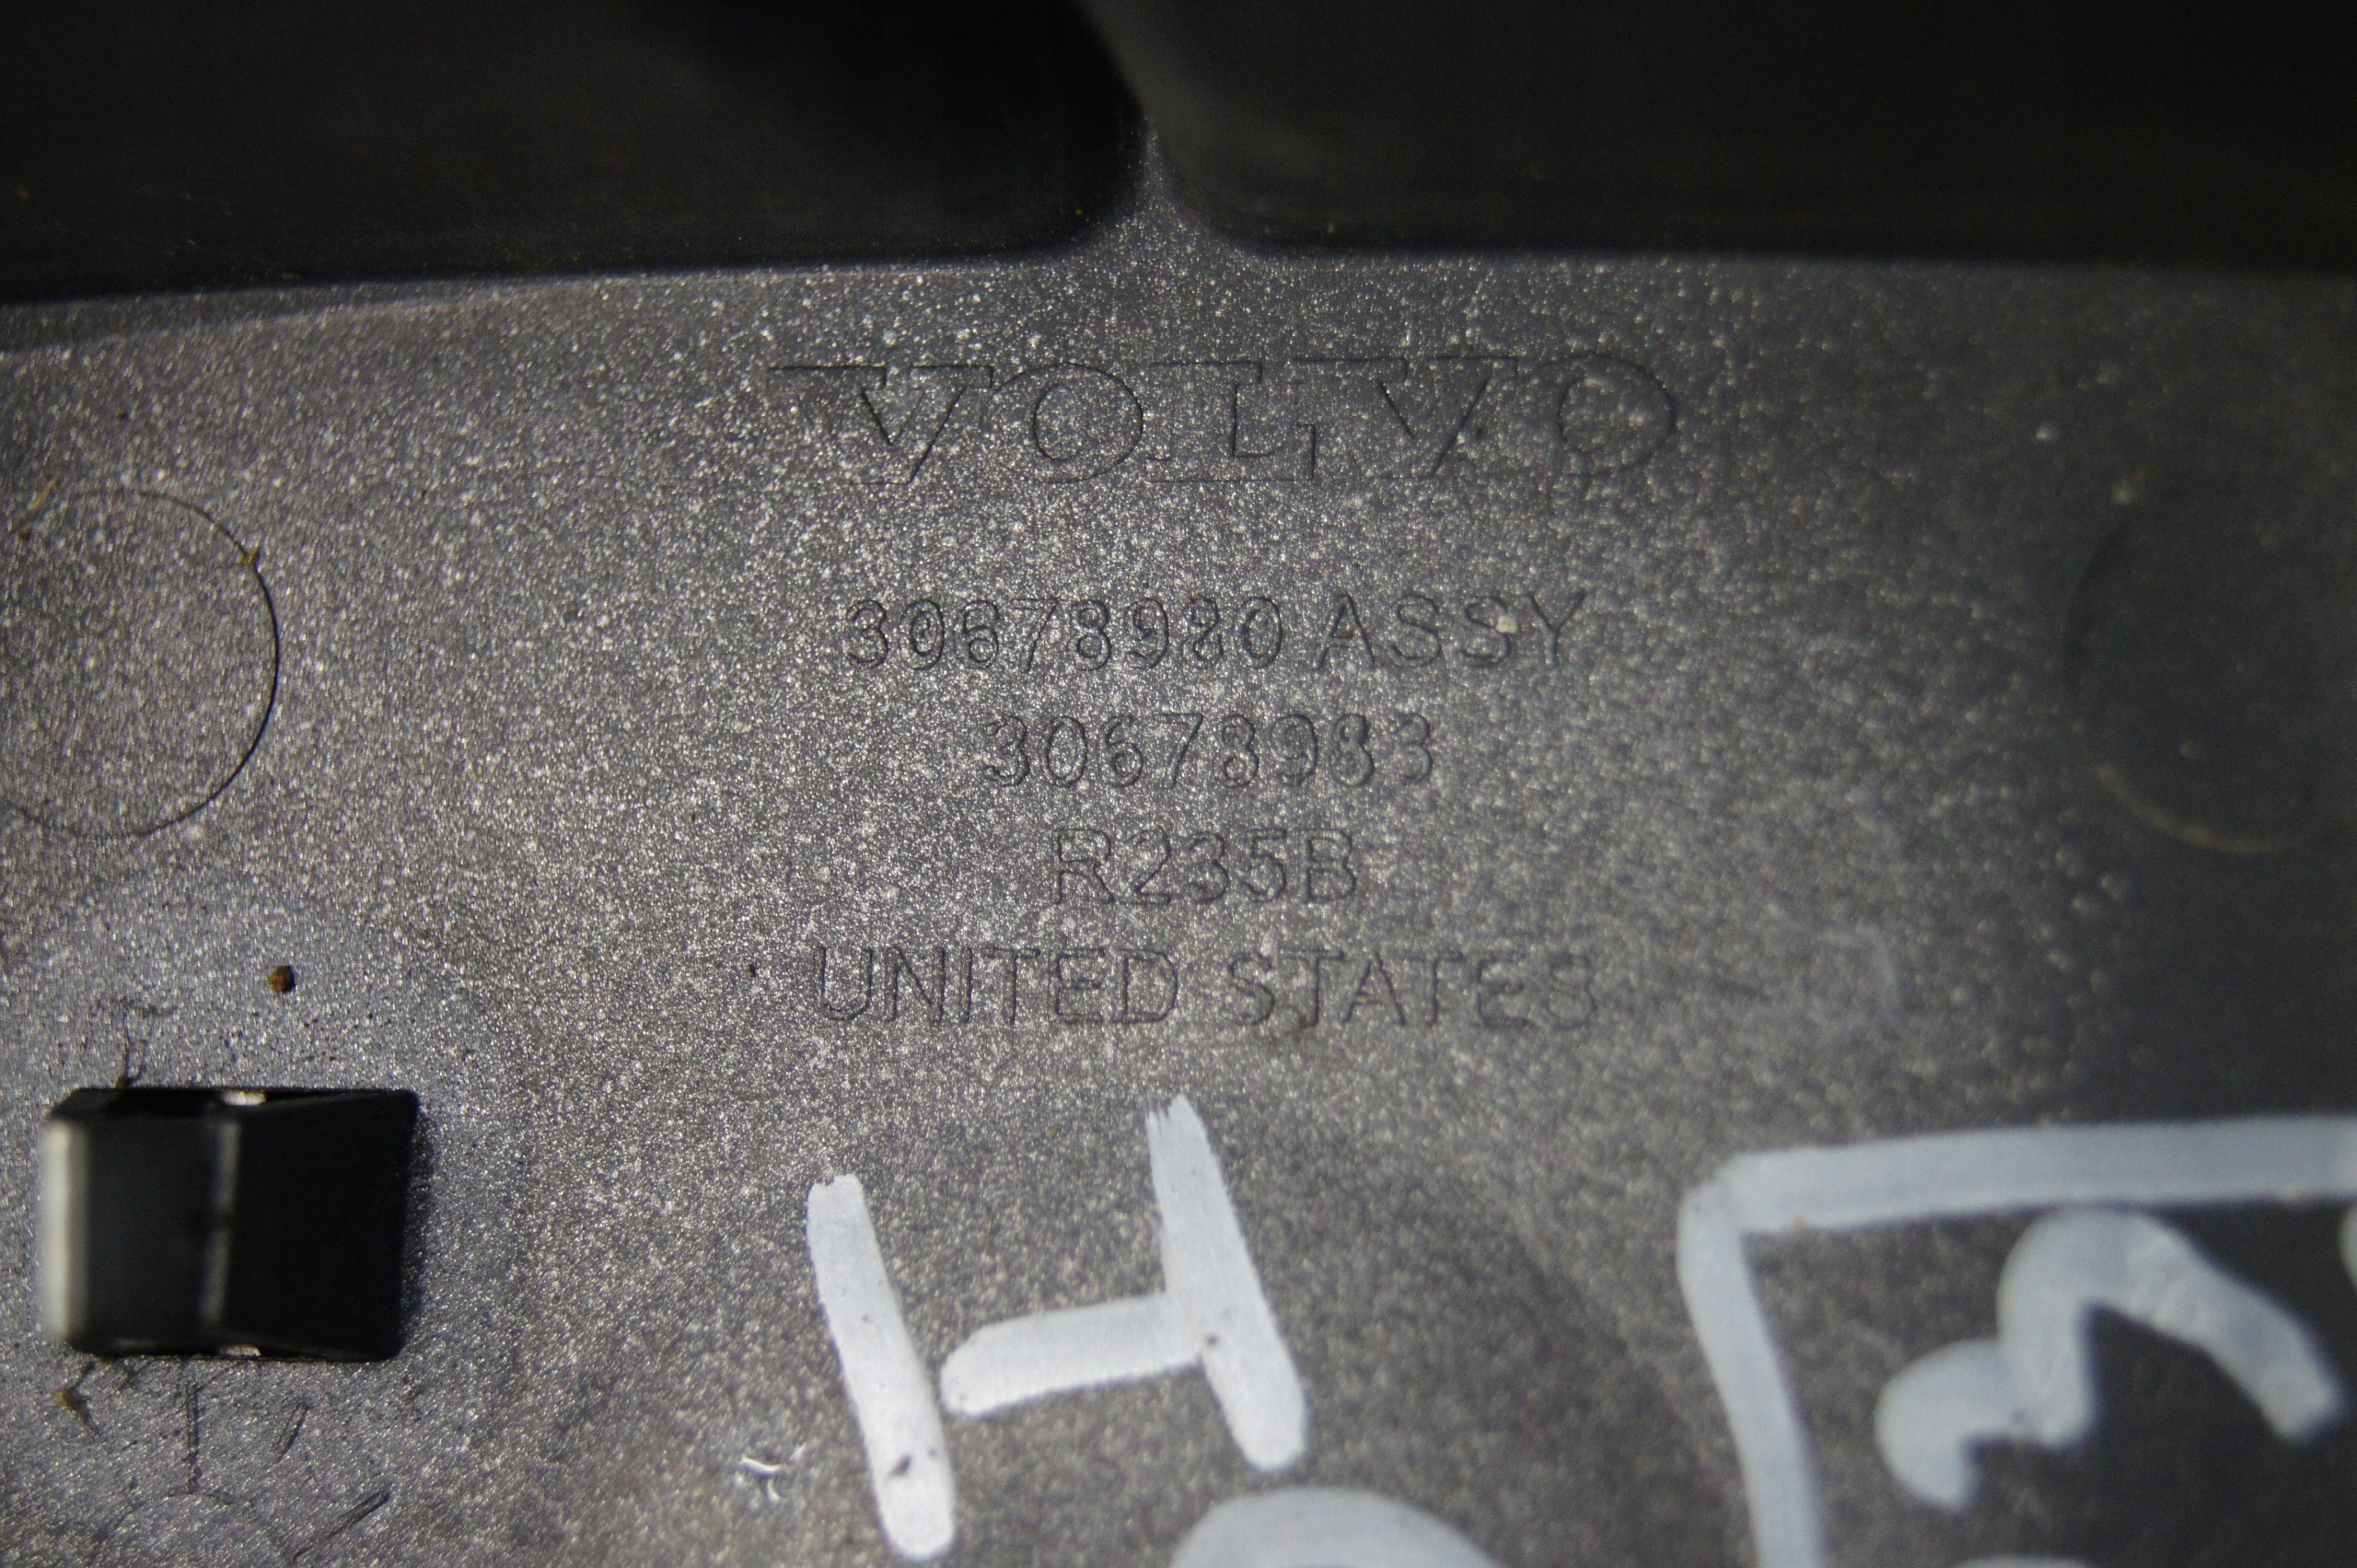 VOLVO
30678980 ASSY
30678983
R235B
UNITED STATES
H